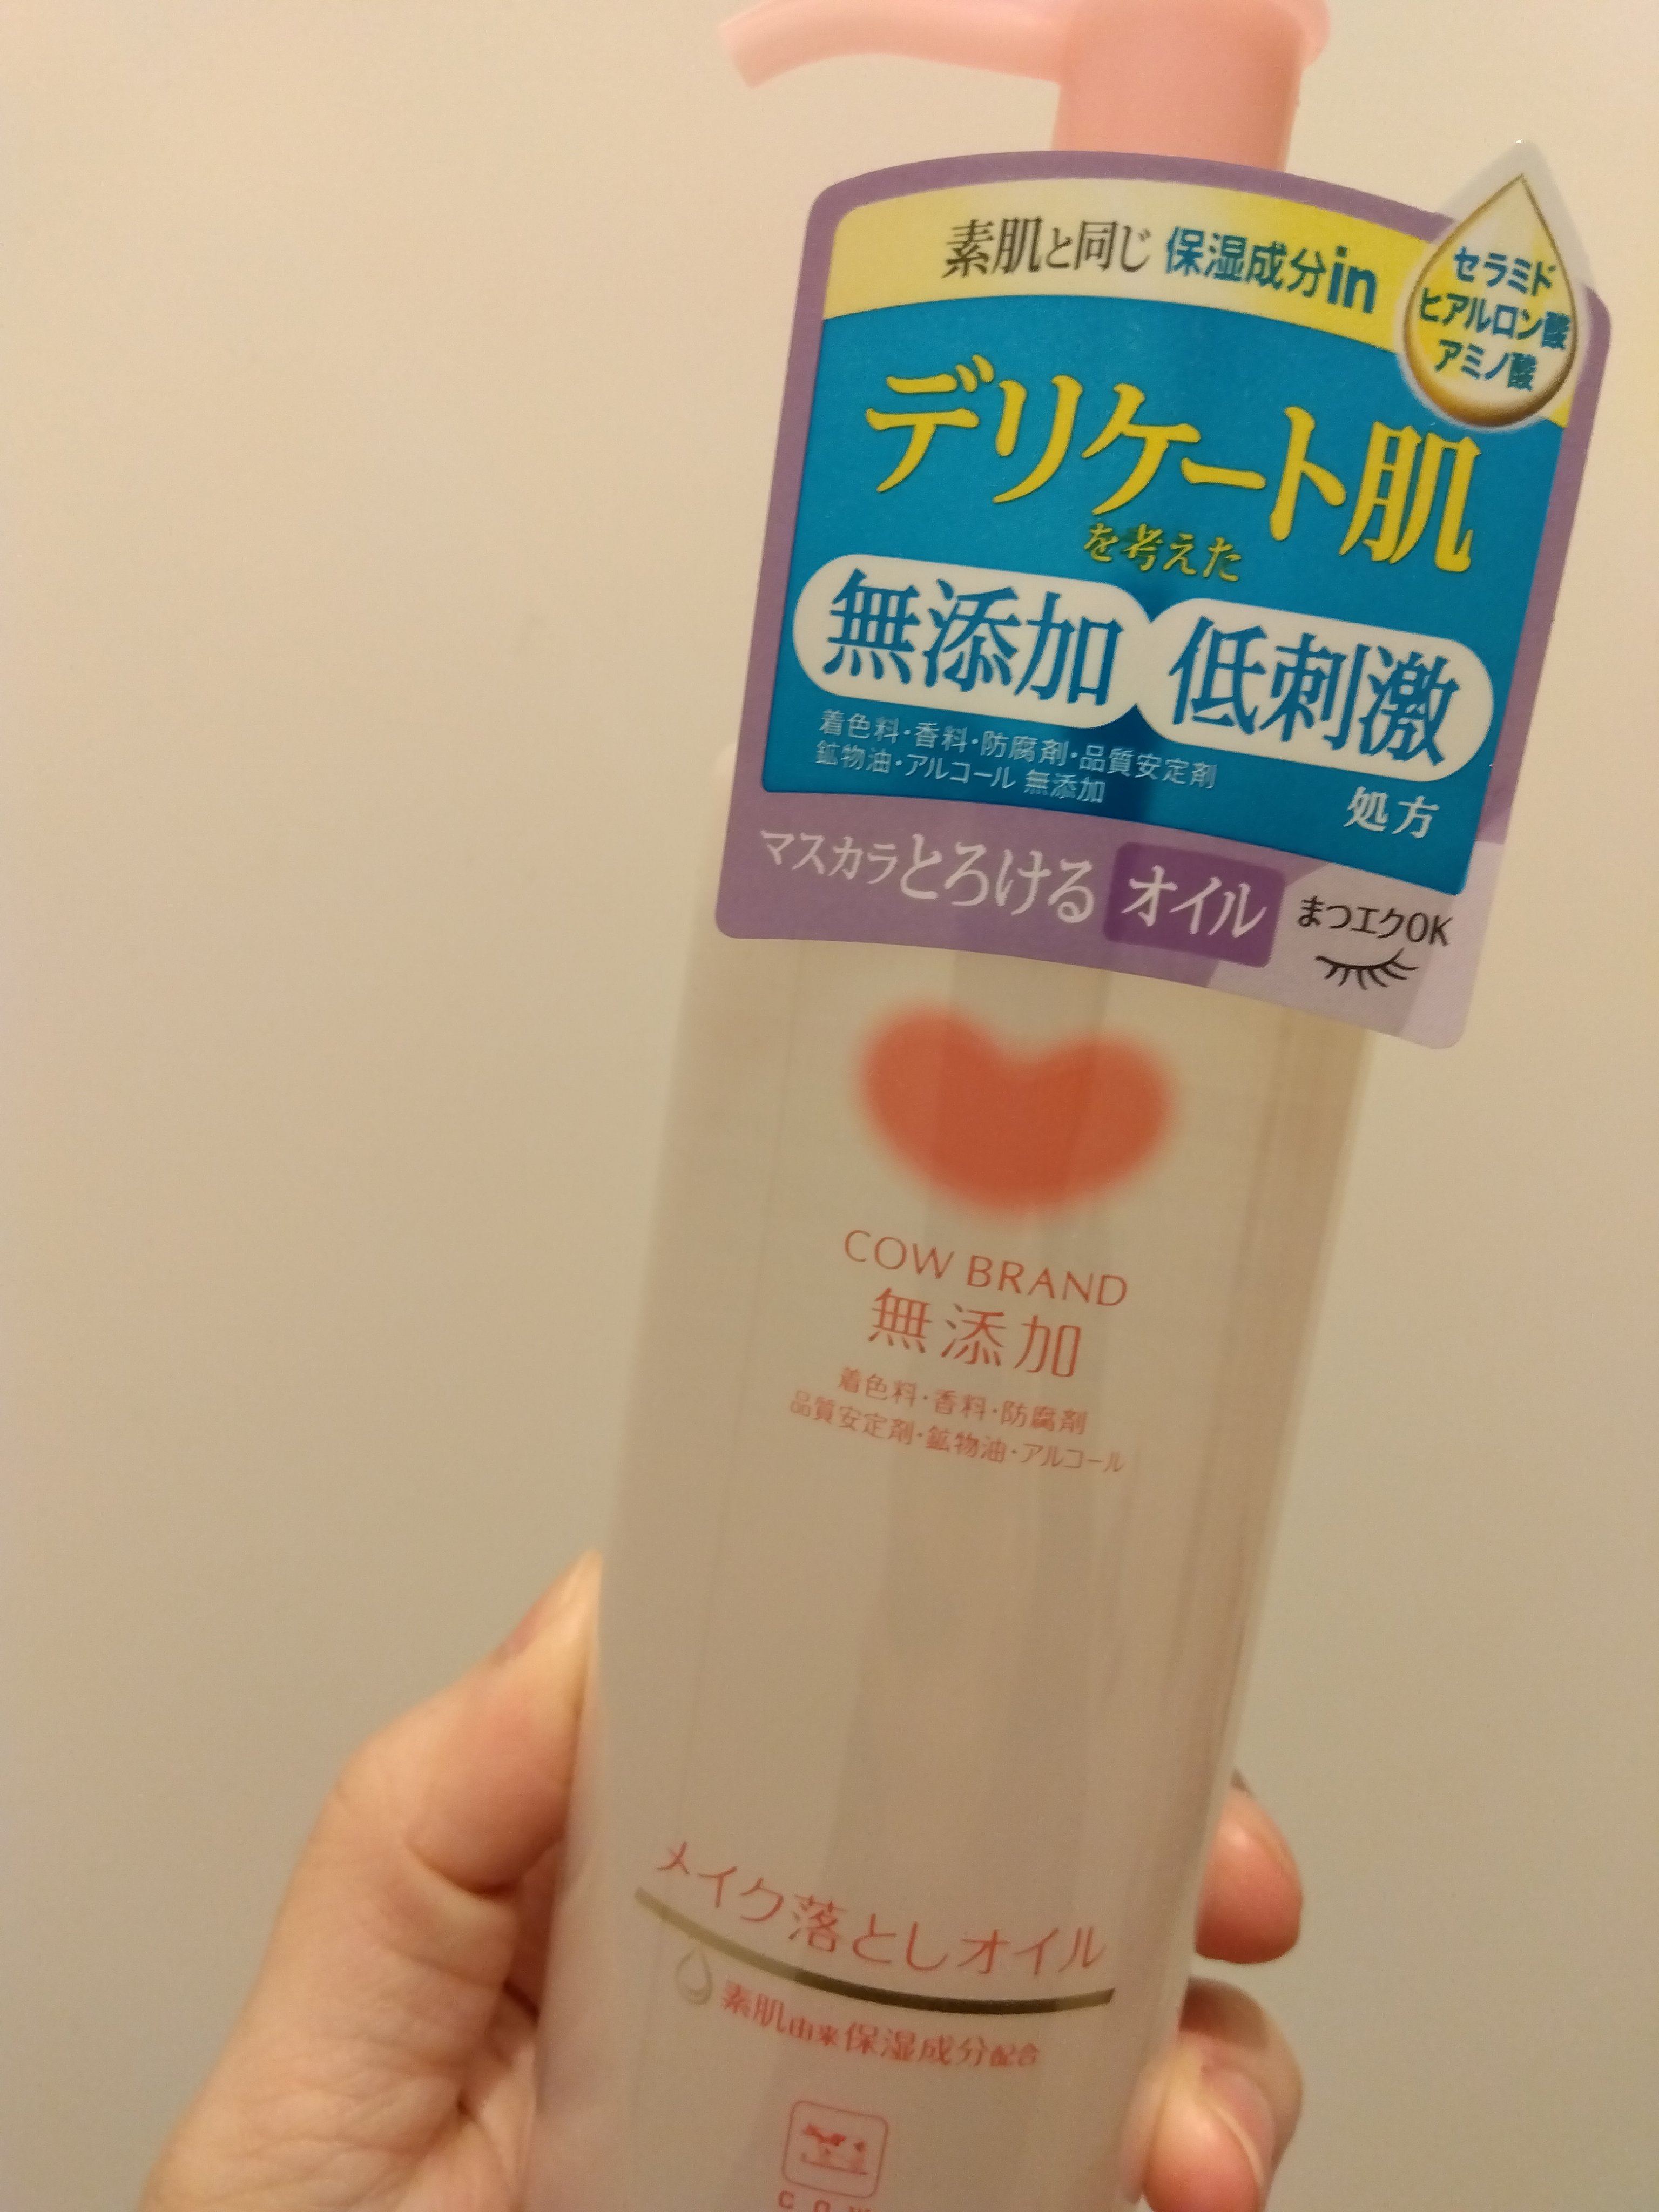 素肌と同じ 保湿成分in
セラミド
ヒアルロン酸
アミノ酸
デリケート肌
を考えた
無添加 低刺激
着色料・香料・防腐剤・品質安定剤
鉱物油・アルコール 無添加
処方
マスカラとろける オイル
まつエクOK
COW BRAND
無添加
着色料・香料・防腐剤
品質安定剤・鉱物油・アルコール
メイク落としオイル
素肌由来保湿成分配合